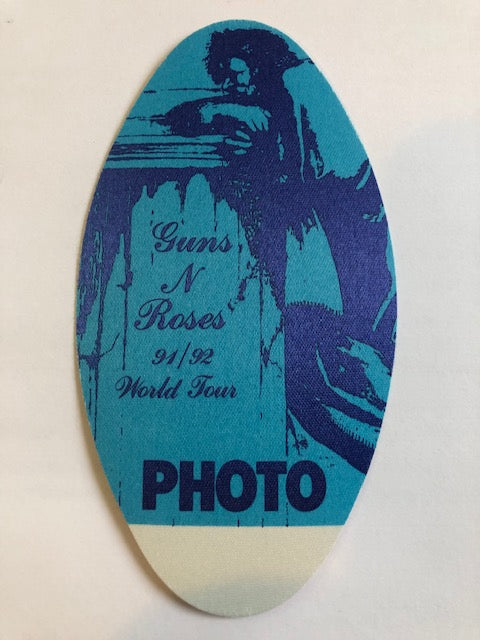 Guns
N
Roses
91/92
World Tour
PHOTO